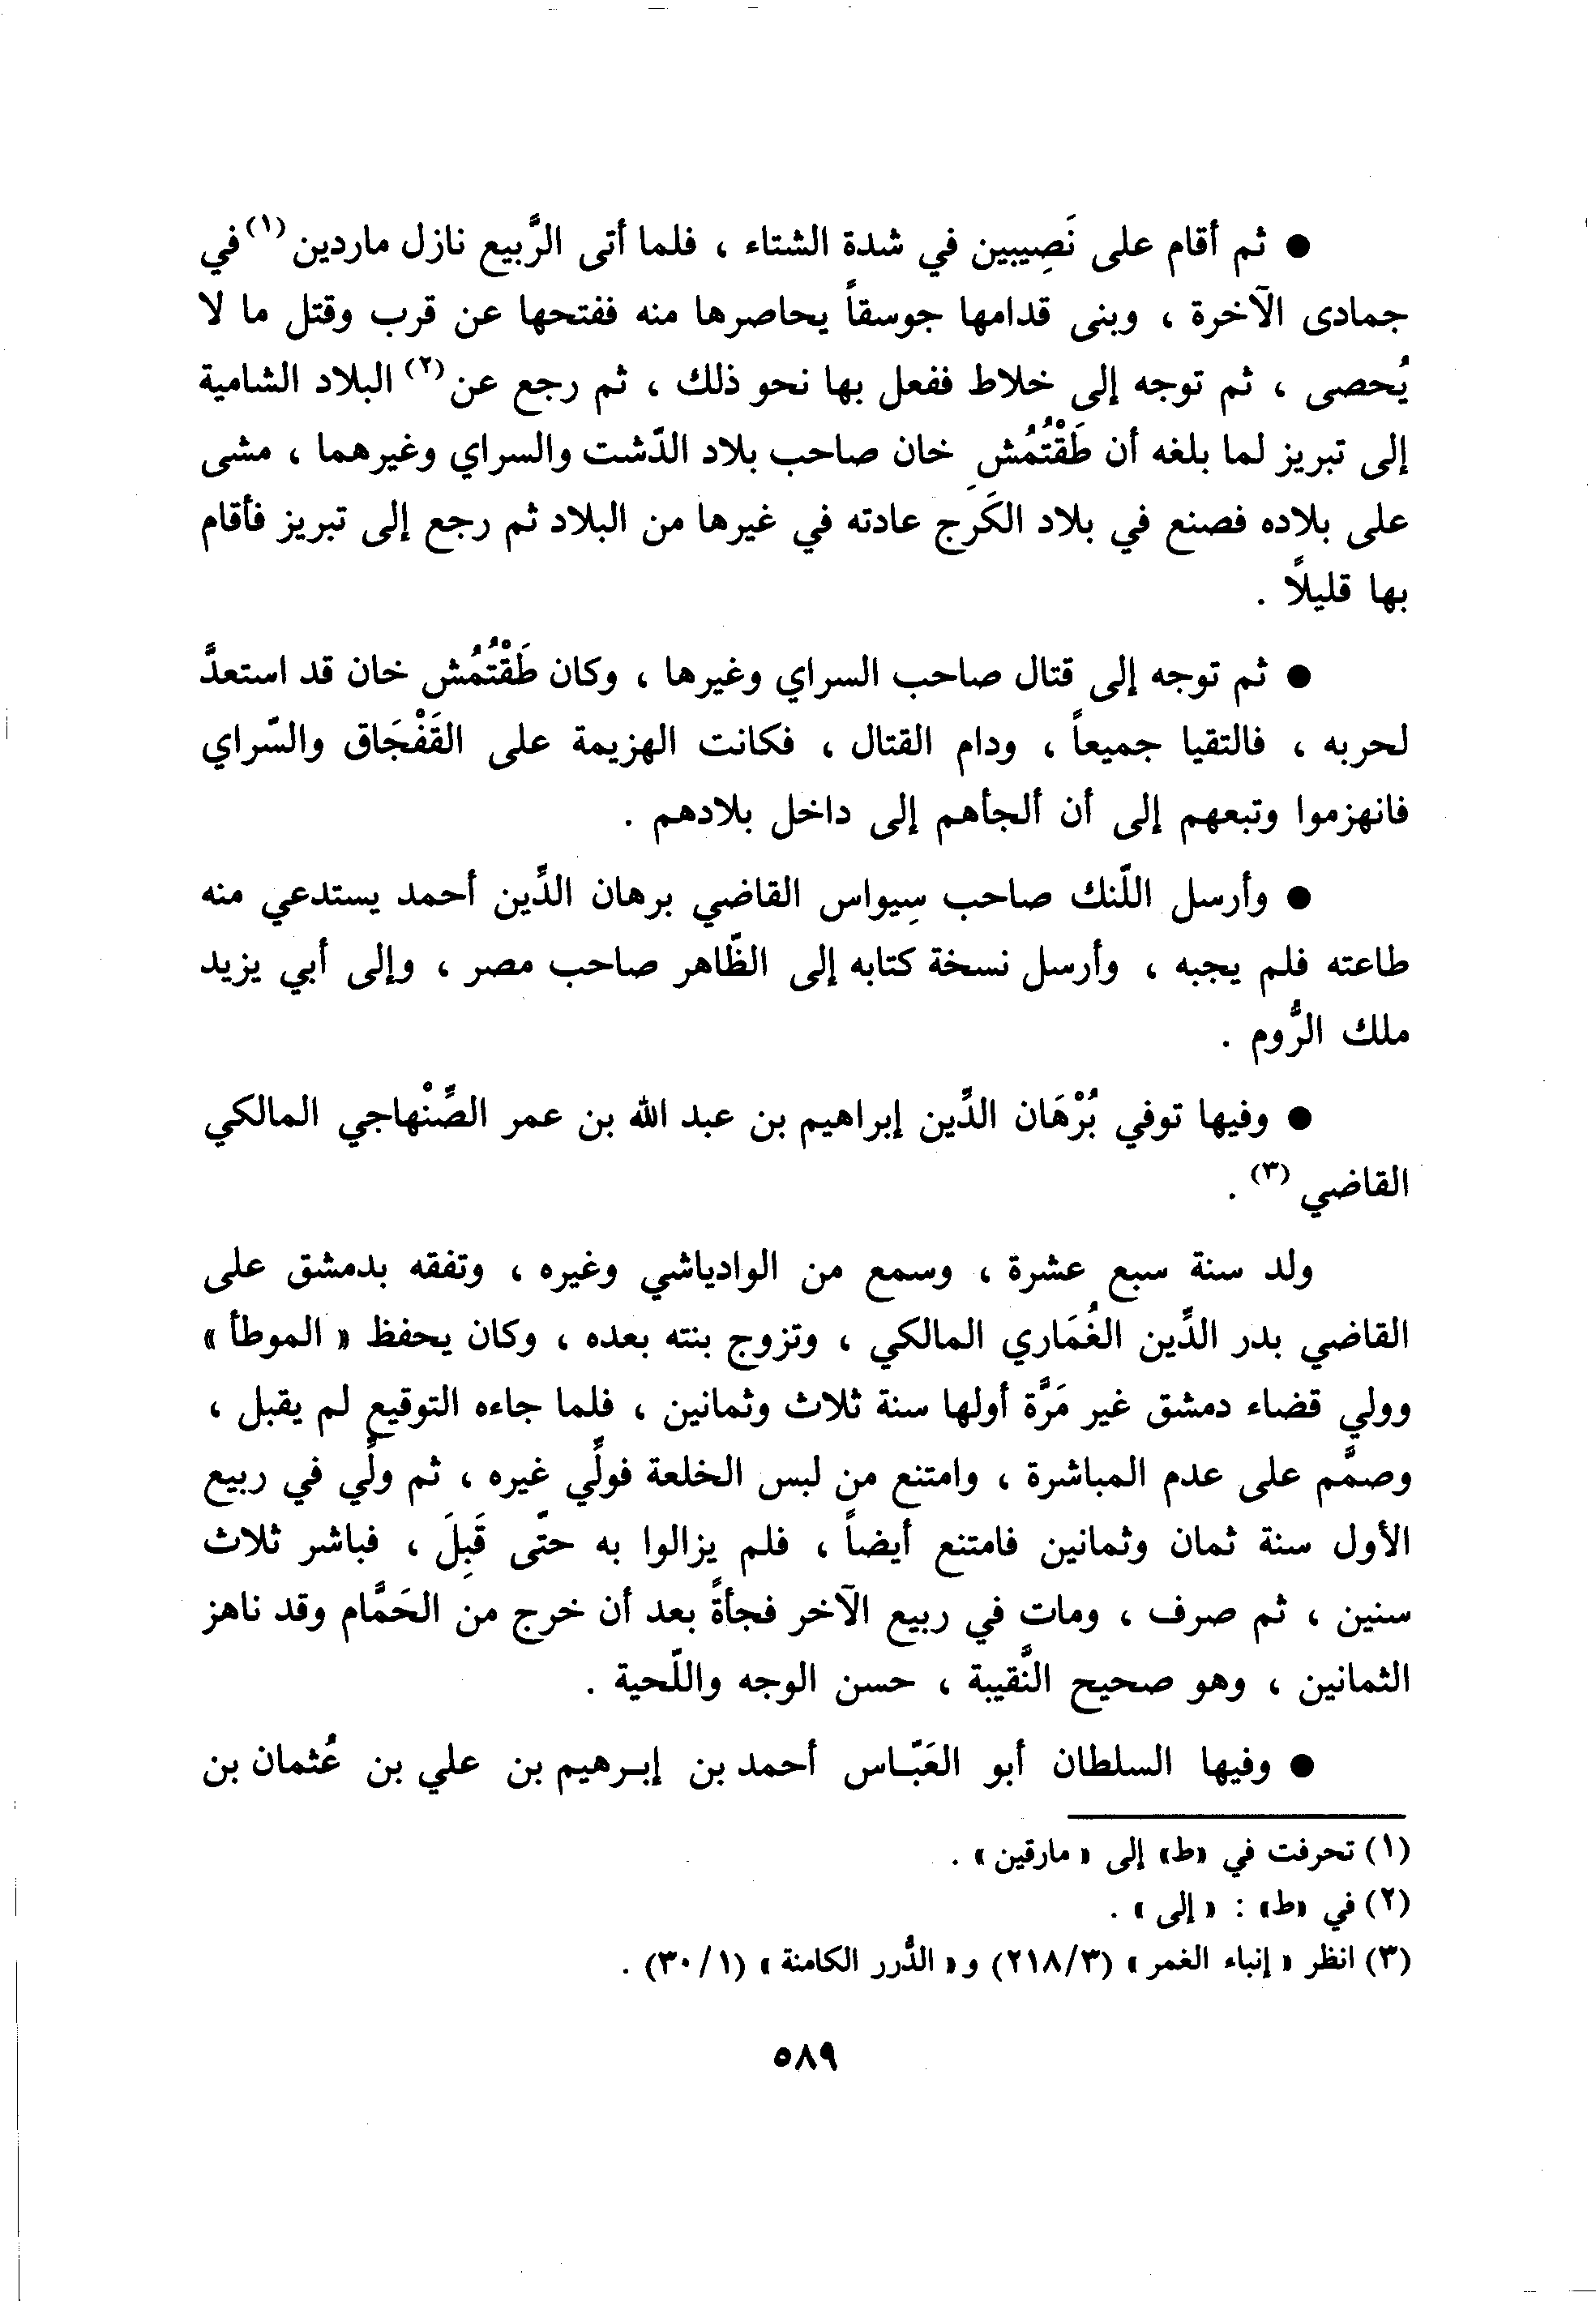 ● ثم أقام على نَصِيبين في شدة الشتاء ، فلما أتى الرَّبيع نازل ماردين (١) في
جمادى الآخرة ، وبنى قدامها جوسقاً يحاصرها منه ففتحها عن قرب وقتل ما لا
يُحصى ، ثم توجه إلى خلاط ففعل بها نحو ذلك ، ثم رجع عن (٢) البلاد الشامية
إلى تبريز لما بلغه أن طَقْتُمُش خان صاحب بلاد الدّشت والسراي وغيرهما ، مشى
على بلاده فصنع في بلاد الكَرِج عادته في غيرها من البلاد ثم رجع إلى تبريز فأقام
بها قليلاً .
● ثم توجه إلى قتال صاحب السراي وغيرها ، وكان طَقْتُمُش خان قد استعدَّ
لحربه ، فالتقيا جميعاً ، ودام القتال ، فكانت الهزيمة على القَفْجَاق والسّراي
فانهزموا وتبعهم إلى أن ألجأهم إلى داخل بلادهم .
● وأرسل اللّنك صاحب سِيواس القاضي برهان الدِّين أحمد يستدعي منه
طاعته فلم يجبه ، وأرسل نسخة كتابه إلى الظّاهر صاحب مصر ، وإلى أبي يزيد
ملك الرُّوم .
● وفيها توفي بُرْهَان الدِّين إبراهيم بن عبد الله بن عمر الصِّنْهاجي المالكي
القاضي (٣) .
ولد سنة سبع عشرة ، وسمع من الوادياشي وغيره ، وتفقه بدمشق على
القاضي بدر الدِّين الغُمَاري المالكي ، وتزوج بنته بعده ، وكان يحفظ « الموطأ »
وولي قضاء دمشق غير مَرَّة أولها سنة ثلاث وثمانين ، فلما جاءه التوقيع لم يقبل ،
وصمَّم على عدم المباشرة ، وامتنع من لبس الخلعة فولِّي غيره ، ثم ولِّي في ربيع
الأول سنة ثمان وثمانين فامتنع أيضاً ، فلم يزالوا به حتّى قَبِلَ ، فباشر ثلاث
سنين ، ثم صرف ، ومات في ربيع الآخر فجأةً بعد أن خرج من الحَمَّام وقد ناهز
الثمانين ، وهو صحيح النَّقيبة ، حسن الوجه واللّحية .
● وفيها السلطان أبو العَبّـاس أحمد بن إبـرهيم بن علي بن عُثمان بن
(١) تحرفت في «ط» إلى « مارقين » .
(٢) في «ط» : « إلى » .
(٣) انظر « إنباء الغمر » (٢١٨/٣) و « الدُّرر الكامنة » (٣٠/١) .
٥٨٩